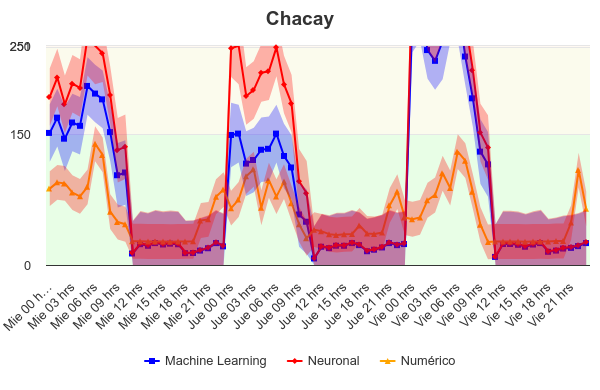 Chacay
250
150
0
Mie 00 h...
Mie 03 hrs
Mie 06 hrs
Mie 09 hrs
Mie 12 hrs
Mie 15 hrs
Mie 18 hrs
Mie 21 hrs
Jue 00 hrs
Jue 03 hrs
Jue 06 hrs
Jue 09 hrs
Jue 12 hrs
Jue 15 hrs
Jue 18 hrs
Jue 21 hrs
Vie 00 hrs
Vie 03 hrs
Vie 06 hrs
Vie 09 hrs
Vie 12 hrs
Vie 15 hrs
Vie 18 hrs
Vie 21 hrs
Machine Learning Neuronal Numérico